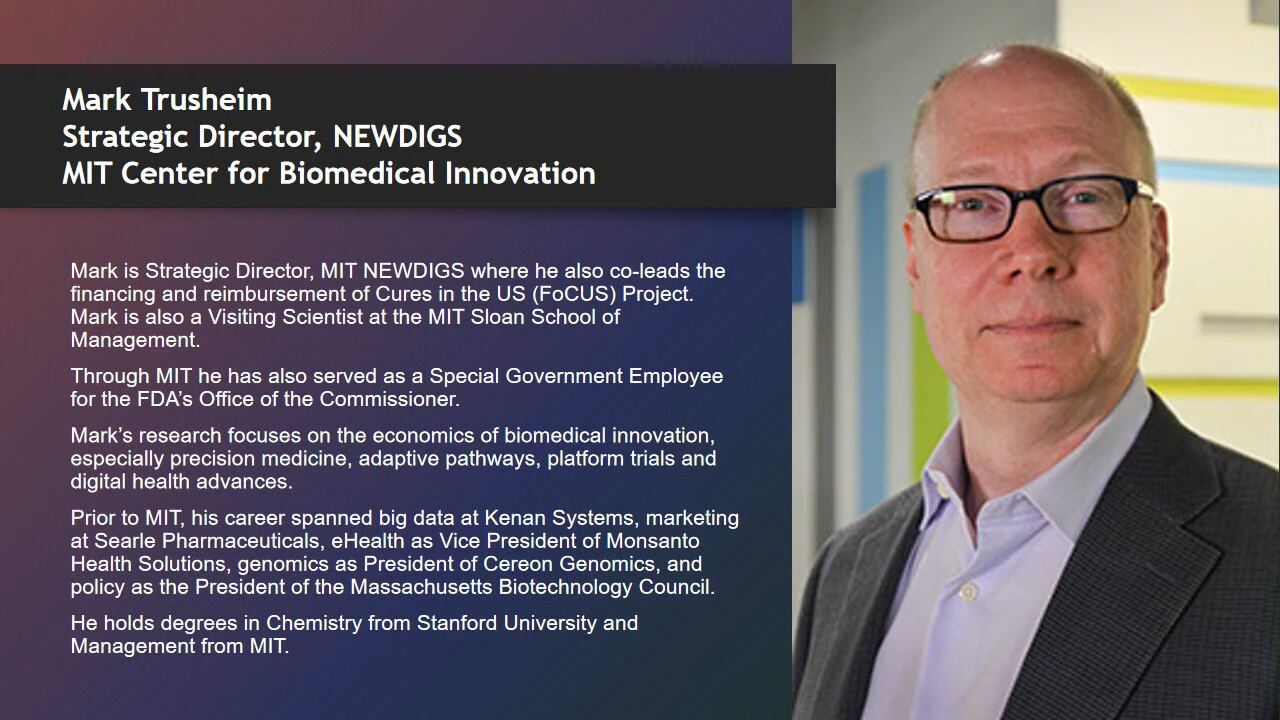 Mark Trusheim
Strategic Director, NEWDIGS
MIT Center for Biomedical Innovation
Mark is Strategic Director, MIT NEWDIGS where he also co-leads the
financing and reimbursement of Cures in the US (FoCUS) Project.
Mark is also a Visiting Scientist at the MIT Sloan School of
Management.
Through MIT he has also served as a Special Government Employee
for the FDA’s Office of the Commissioner.
Mark’s research focuses on the economics of biomedical innovation,
especially precision medicine, adaptive pathways, platform trials and
digital health advances.
Prior to MIT, his career spanned big data at Kenan Systems, marketing
at Searle Pharmaceuticals, eHealth as Vice President of Monsanto
Health Solutions, genomics as President of Cereon Genomics, and
policy as the President of the Massachusetts Biotechnology Council.
He holds degrees in Chemistry from Stanford University and
Management from MIT.